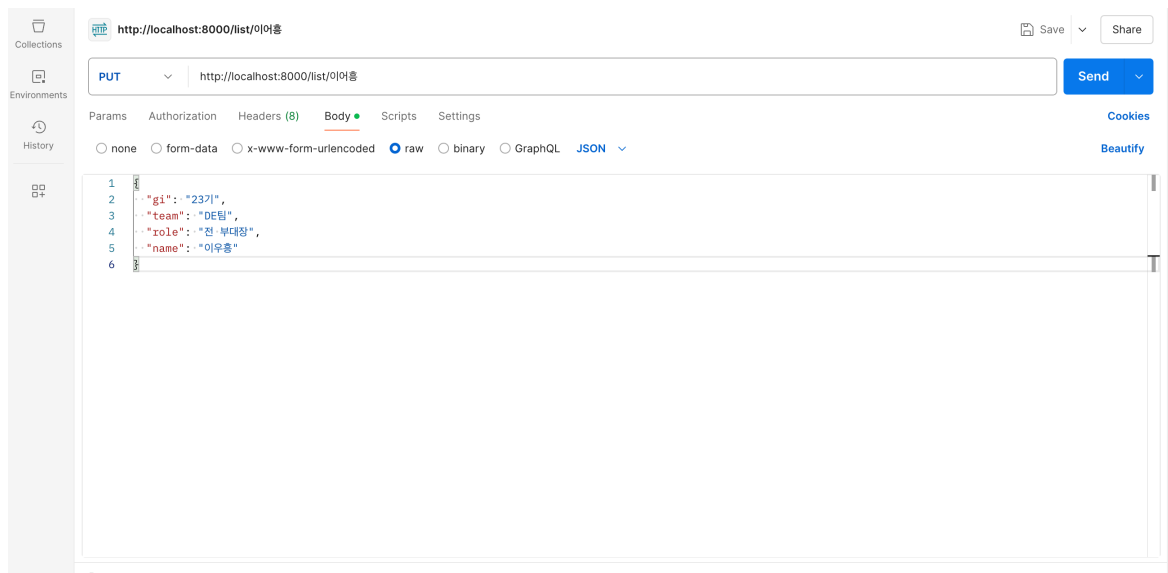 Collections
Environments
History
HTTP http://localhost:8000/list/이어흥
Save
Share
PUT http://localhost:8000/list/이어흥
Send
Params Authorization Headers (8) Body Scripts Settings Cookies
none form-data x-www-form-urlencoded raw binary GraphQL JSON Beautify
1 {
2 "gi": "23기",
3 "team": "DE팀",
4 "role": "전 부대장",
5 "name": "이우흥"
6 }